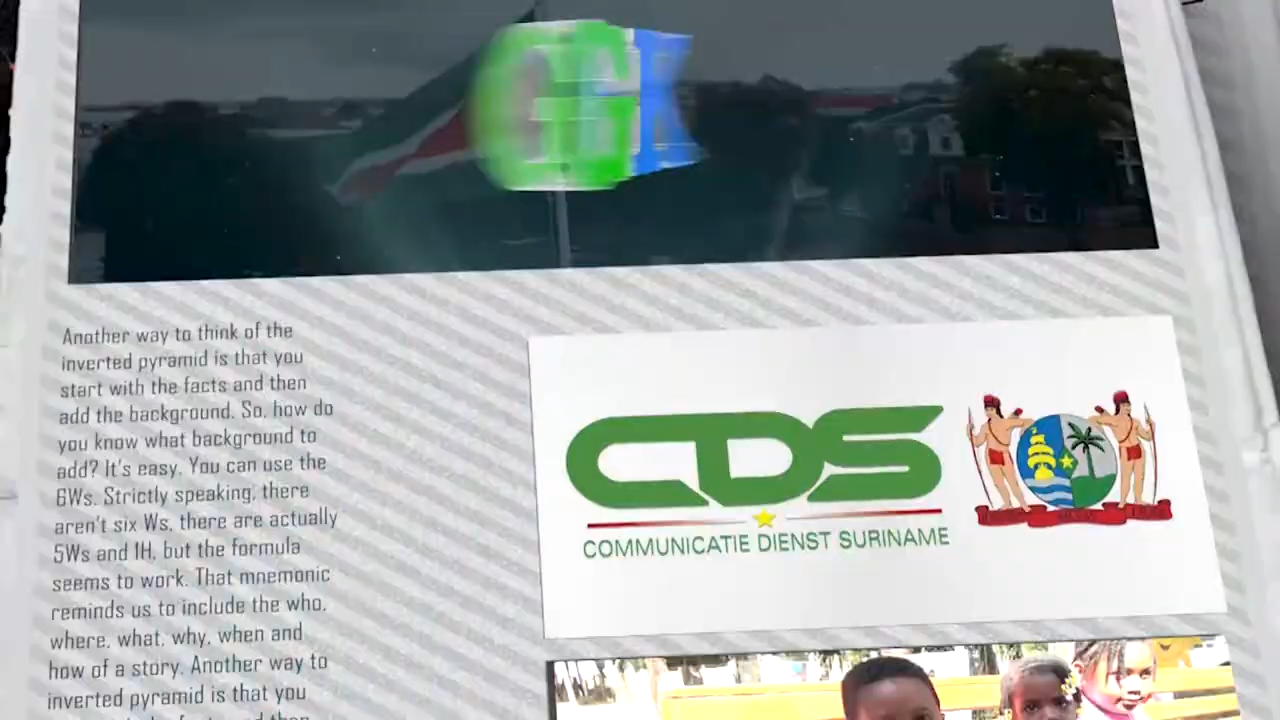 Another way to think of the
inverted pyramid is that you
start with the facts and then
add the background. So, how do
you know what background to
add? It's easy. You can use the
6Ws. Strictly speaking, there
aren't six Ws, there are actually
5Ws and 1H, but the formula
seems to work. That mnemonic
reminds us to include the who,
where, what, why, when and
how of a story. Another way to
inverted pyramid is that you
CDS
COMMUNICATIE DIENST SURINAME